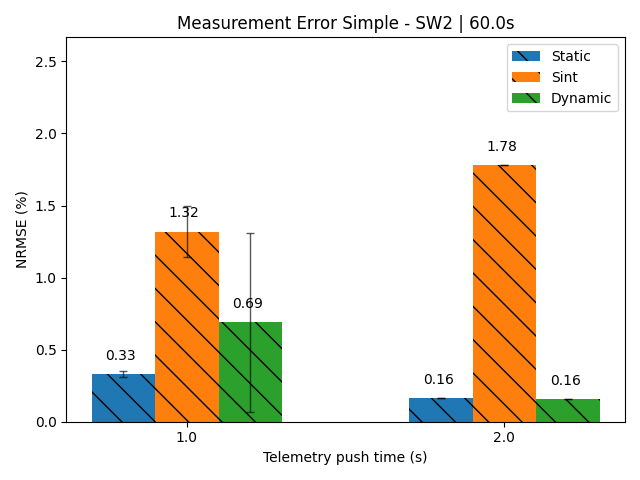 Measurement Error Simple - SW2 | 60.0s
2.5
2.0
1.5
1.0
0.5
0.0
NRMSE (%)
Static
Sint
Dynamic
0.33
1.32
0.69
0.16
1.78
0.16
1.0
2.0
Telemetry push time (s)